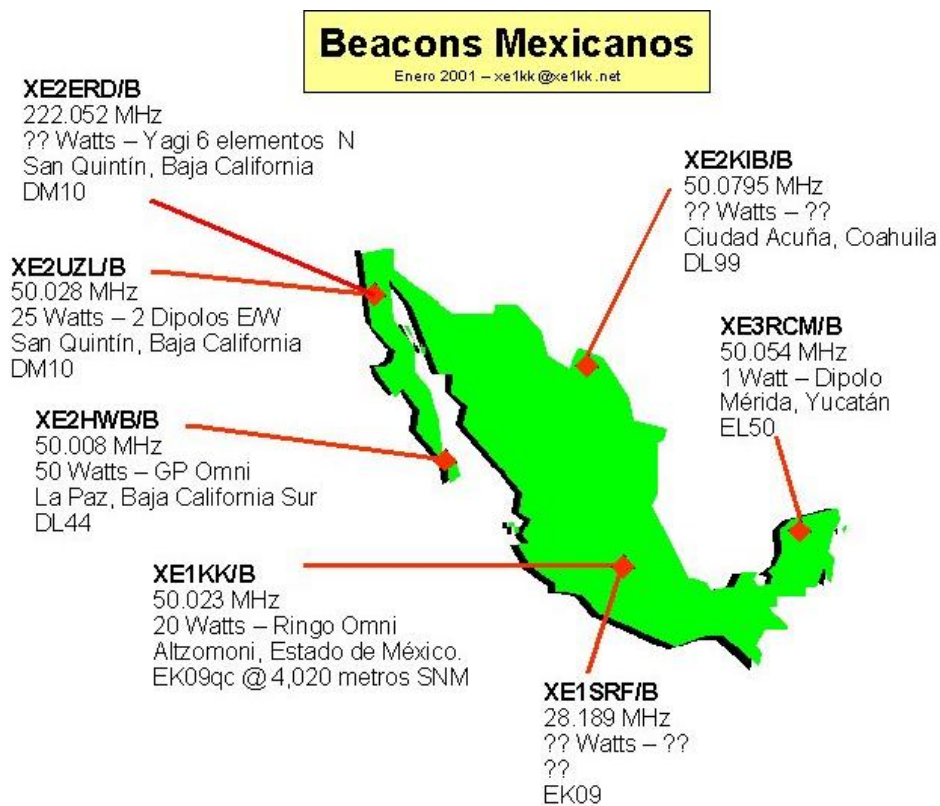 Beacons Mexicanos
Enero 2001 – xe1kk@xe1kk.net
XE2ERD/B
222.052 MHz
?? Watts – Yagi 6 elementos N
San Quintín, Baja California
DM10
XE2KIB/B
50.0795 MHz
?? Watts – ??
Ciudad Acuña, Coahuila
DL99
XE2UZL/B
50.028 MHz
25 Watts – 2 Dipolos E/W
San Quintín, Baja California
DM10
XE3RCM/B
50.054 MHz
1 Watt – Dipolo
Mérida, Yucatán
EL50
XE2HWB/B
50.008 MHz
50 Watts – GP Omni
La Paz, Baja California Sur
DL44
XE1KK/B
50.023 MHz
20 Watts – Ringo Omni
Altzomoni, Estado de México.
EK09qc @ 4,020 metros SNM
XE1SRF/B
28.189 MHz
?? Watts – ??
??
EK09